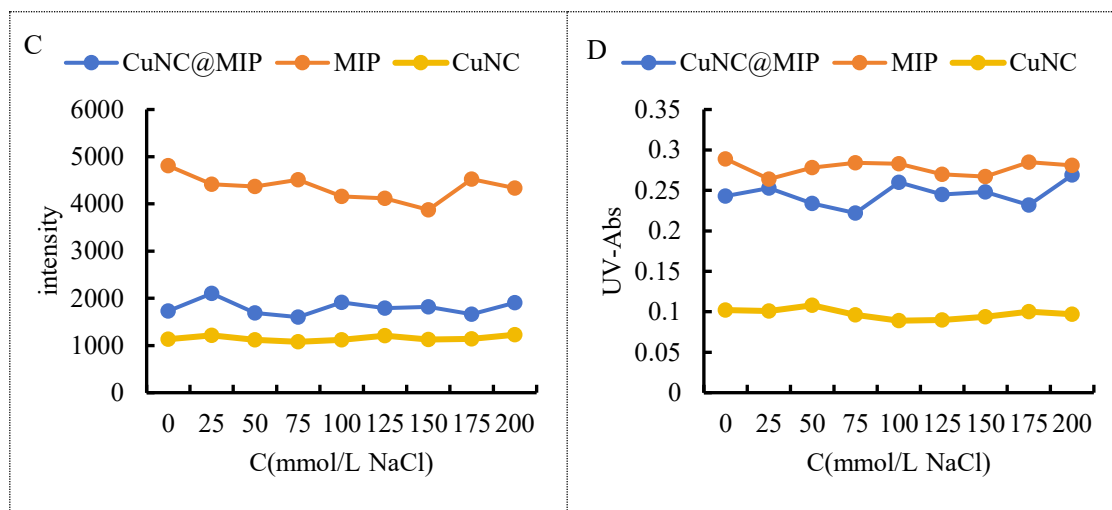 C
CuNC@MIP MIP CuNC
6000
5000
4000
3000
2000
1000
0
intensity
0 25 50 75 100 125 150 175 200
C(mmol/L NaCl)
D
CuNC@MIP MIP CuNC
0.35
0.3
0.25
0.2
0.15
0.1
0.05
0
UV-Abs
0 25 50 75 100 125 150 175 200
C(mmol/L NaCl)